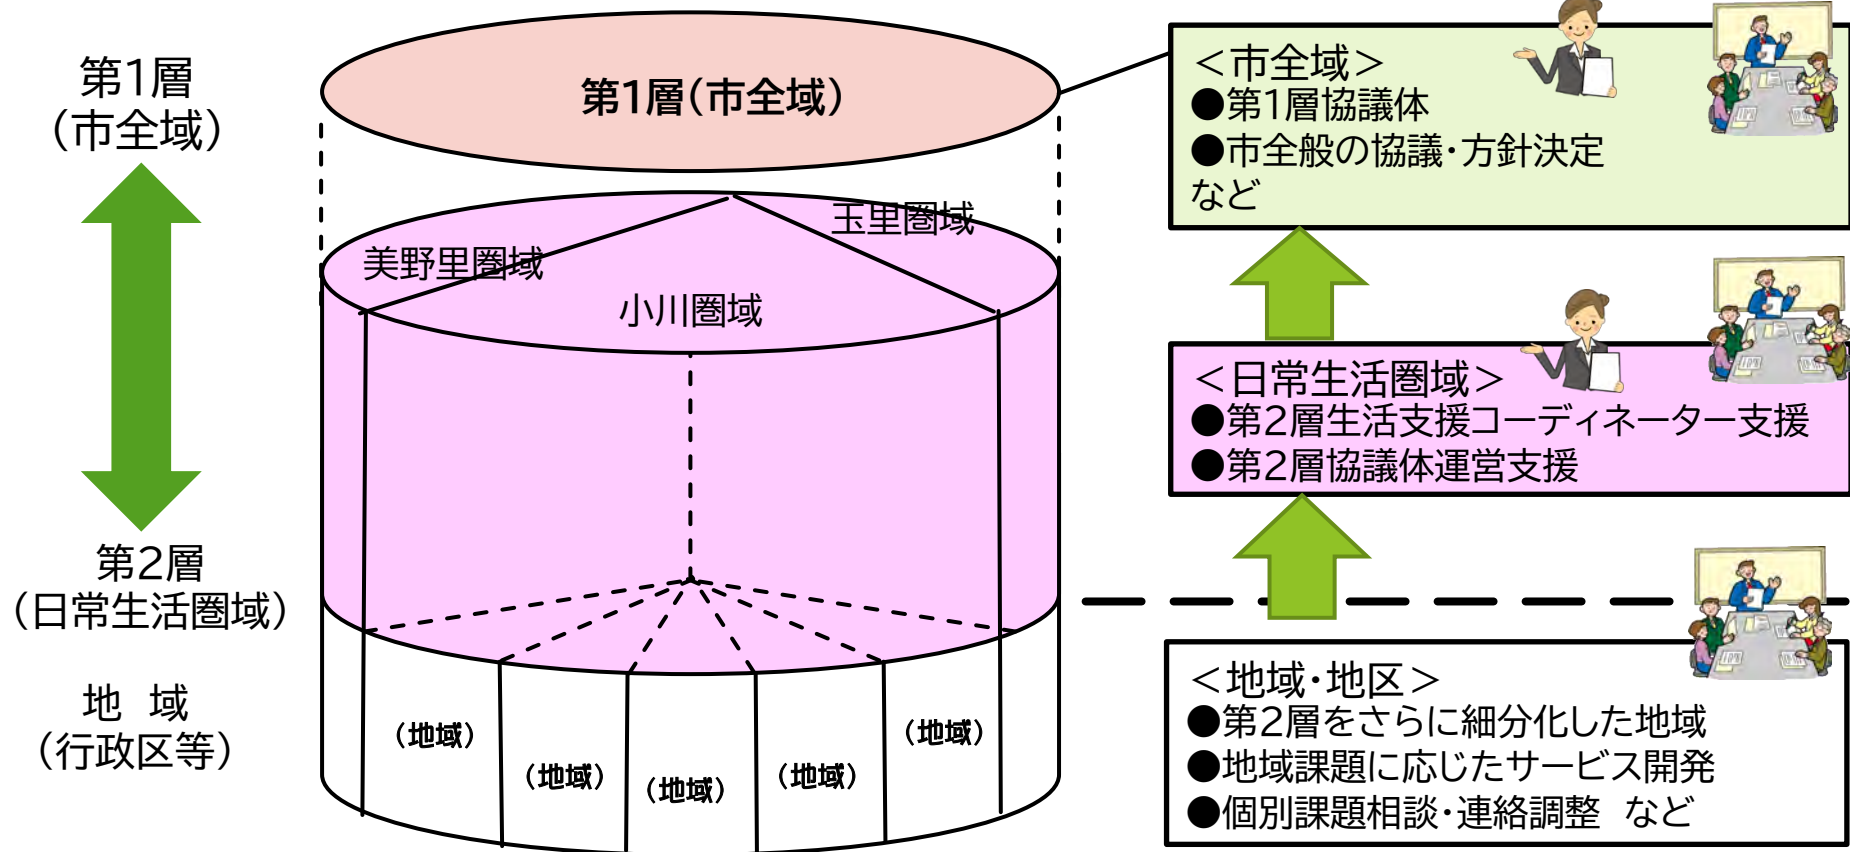 第1層
（市全域）
第2層
（日常生活圏域）
地　域
（行政区等）
第1層（市全域）
玉里圏域
美野里圏域
小川圏域
（地域）
（地域）
（地域）
（地域）
（地域）
＜市全域＞
●第1層協議体
●市全般の協議・方針決定
など
＜日常生活圏域＞
●第2層生活支援コーディネーター支援
●第2層協議体運営支援
＜地域・地区＞
●第2層をさらに細分化した地域
●地域課題に応じたサービス開発
●個別課題相談・連絡調整　など